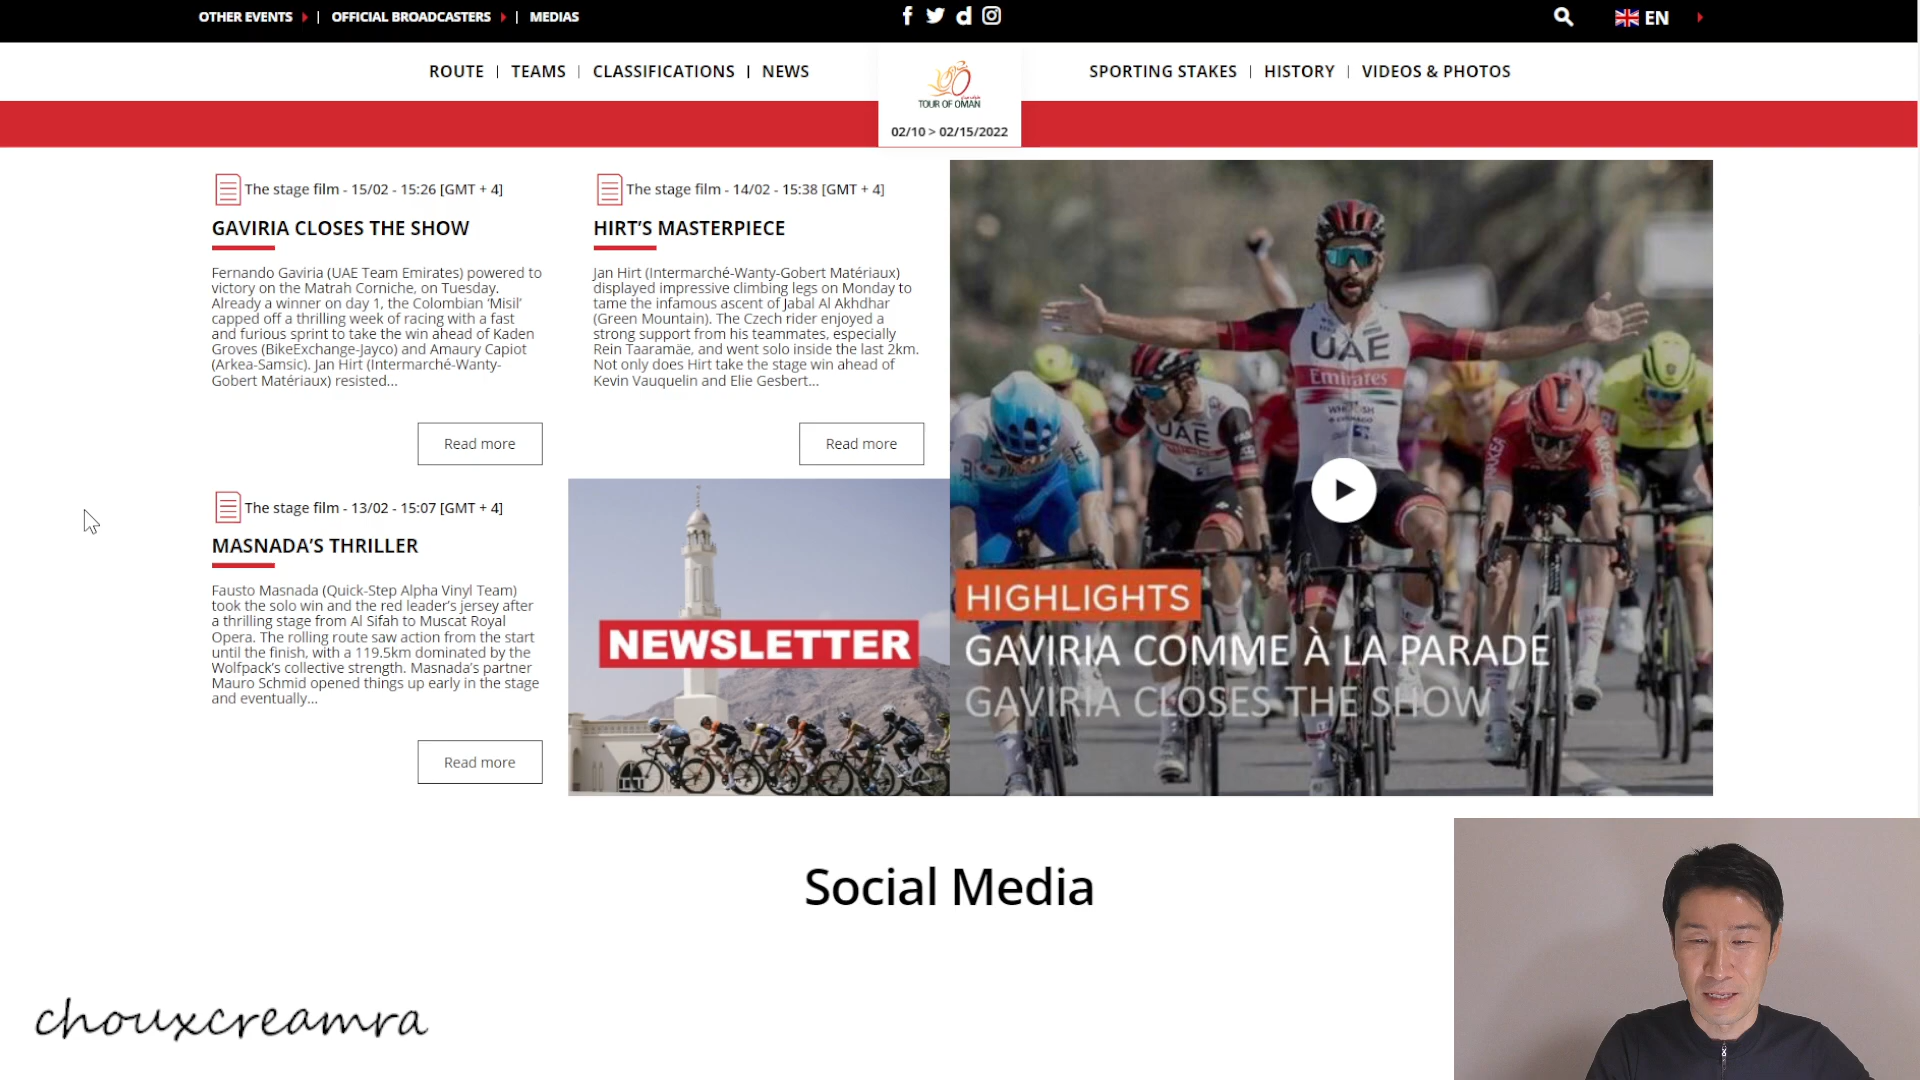 OTHER EVENTS | OFFICIAL BROADCASTERS | MEDIAS
EN
ROUTE | TEAMS | CLASSIFICATIONS | NEWS
TOUR OF OMAN
02/10 > 02/15/2022
SPORTING STAKES | HISTORY | VIDEOS & PHOTOS
The stage film - 15/02 - 15:26 [GMT + 4]
GAVIRIA CLOSES THE SHOW
Fernando Gaviria (UAE Team Emirates) powered to
victory on the Matrah Corniche, on Tuesday.
Already a winner on day 1, the Colombian ‘Misil’
capped off a thrilling week of racing with a fast
and furious sprint to take the win ahead of Kaden
Groves (BikeExchange-Jayco) and Amaury Capiot
(Arkea-Samsic). Jan Hirt (Intermarché-Wanty-
Gobert Matériaux) resisted...
Read more
The stage film - 14/02 - 15:38 [GMT + 4]
HIRT’S MASTERPIECE
Jan Hirt (Intermarché-Wanty-Gobert Matériaux)
displayed impressive climbing legs on Monday to
tame the infamous ascent of Jabal Al Akhdhar
(Green Mountain). The Czech rider enjoyed a
strong support from his teammates, especially
Rein Taaramäe, and went solo inside the last 2km.
Not only does Hirt take the stage win ahead of
Kevin Vauquelin and Elie Gesbert...
Read more
The stage film - 13/02 - 15:07 [GMT + 4]
MASNADA’S THRILLER
Fausto Masnada (Quick-Step Alpha Vinyl Team)
took the solo win and the red leader’s jersey after
a thrilling stage from Al Sifah to Muscat Royal
Opera. The rolling route saw action from the start
until the finish, with a 119.5km dominated by the
Wolfpack’s collective strength. Masnada’s partner
Mauro Schmid opened things up early in the stage
and eventually...
Read more
NEWSLETTER
UAE
Emirates
UAE
HIGHLIGHTS
GAVIRIA COMME À LA PARADE
GAVIRIA CLOSES THE SHOW
Social Media
chouxcreamra